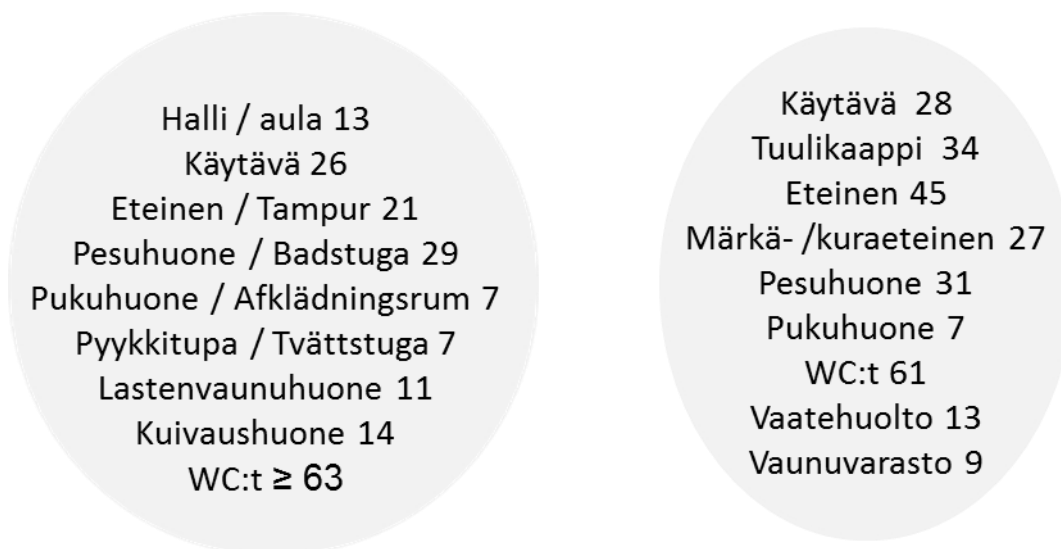 Halli / aula 13
Käytävä 26
Eteinen / Tampur 21
Pesuhuone / Badstuga 29
Pukuhuone / Afklädningsrum 7
Pyykkitupa / Tvättstuga 7
Lastenvaunuhuone 11
Kuivaushuone 14
WC:t ≥ 63
Käytävä 28
Tuulikaappi 34
Eteinen 45
Märkä- /kuraeteinen 27
Pesuhuone 31
Pukuhuone 7
WC:t 61
Vaatehuolto 13
Vaunuvarasto 9